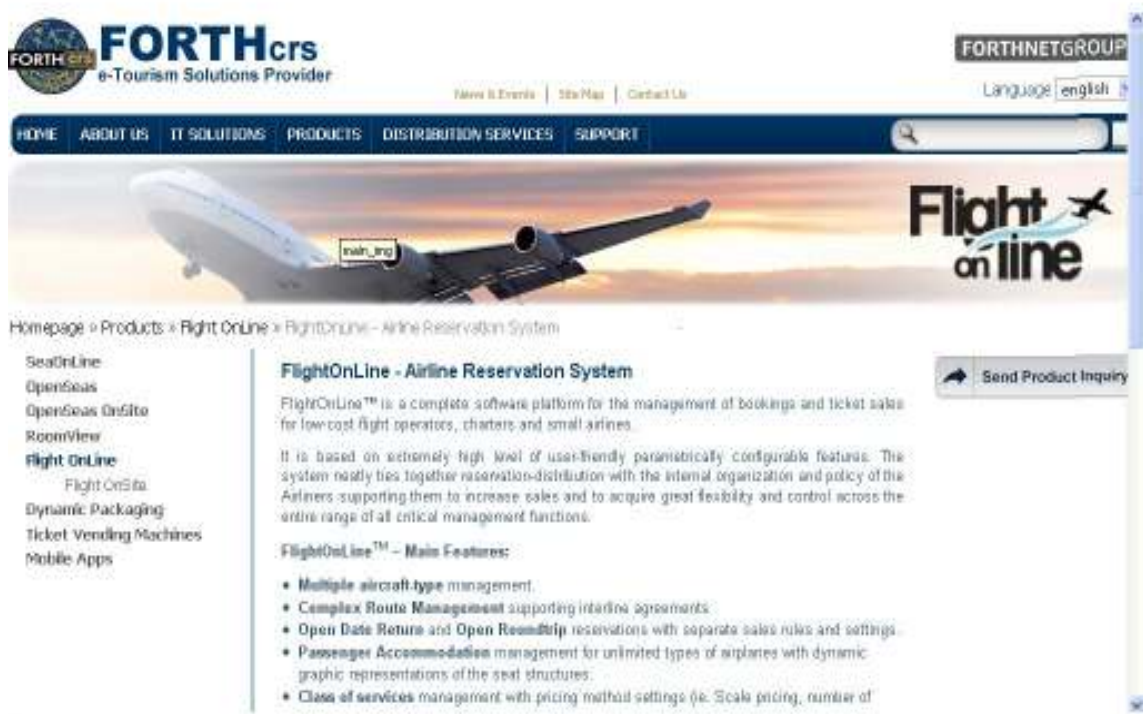 FORTHcrs
FORTH crs
e-Tourism Solutions Provider
FORTHNETGROUP
News & Events | Site Map | Contact Us
Language english
HOME ABOUT US IT SOLUTIONS PRODUCTS DISTRIBUTION SERVICES SUPPORT
Flight
on line
main_img
Homepage » Products » Flight OnLine » FlightOnLine - Airline Reservation System
SeaOnLine
OpenSeas
OpenSeas OnSite
RoomView
Flight OnLine
Flight OnSite
Dynamic Packaging
Ticket Vending Machines
Mobile Apps
FlightOnLine - Airline Reservation System
FlightOnLine™ is a complete software platform for the management of bookings and ticket sales
for low-cost flight operators, charters and small airlines.
It is based on extremely high level of user-friendly parametrically configurable features. The
system neatly ties together reservation-distribution with the internal organization and policy of the
Airliners supporting them to increase sales and to acquire great flexibility and control across the
entire range of all critical management functions.
FlightOnLine™ – Main Features:
• Multiple aircraft-type management.
• Complex Route Management supporting interline agreements
• Open Date Return and Open Roundtrip reservations with separate sales rules and settings.
• Passenger Accommodation management for unlimited types of airplanes with dynamic
graphic representations of the seat structures.
• Class of services management with pricing method settings (ie. Scale pricing, number of
Send Product Inquiry